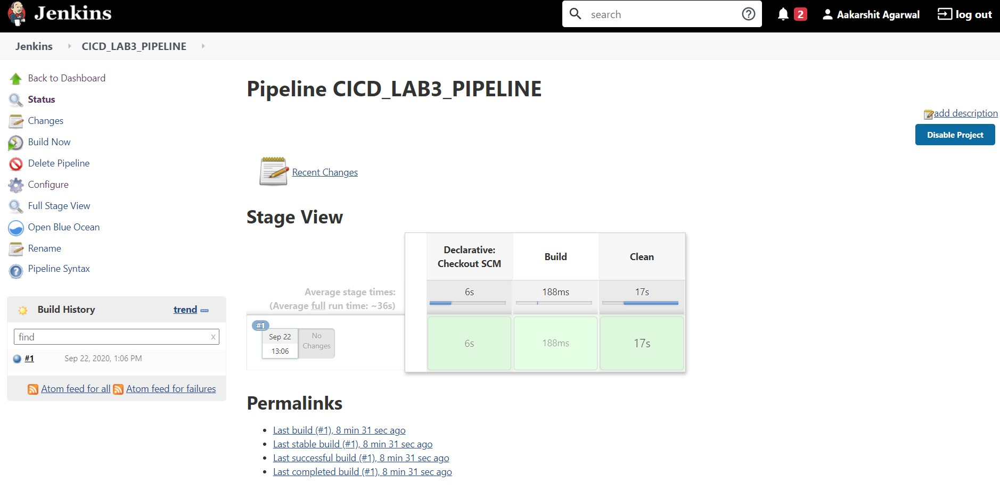 Jenkins
search
2
Aakarshit Agarwal
log out
Jenkins
CICD_LAB3_PIPELINE
Back to Dashboard
Status
Changes
Build Now
Delete Pipeline
Configure
Full Stage View
Open Blue Ocean
Rename
Pipeline Syntax
Build History
trend
find
x
#1
Sep 22, 2020, 1:06 PM
Atom feed for all
Atom feed for failures
Pipeline CICD_LAB3_PIPELINE
add description
Disable Project
Recent Changes
Stage View
Declarative:
Checkout SCM
Build
Clean
Average stage times:
(Average full run time: ~36s)
6s
188ms
17s
#1
Sep 22
13:06
No
Changes
6s
188ms
17s
Permalinks
Last build (#1), 8 min 31 sec ago
Last stable build (#1), 8 min 31 sec ago
Last successful build (#1), 8 min 31 sec ago
Last completed build (#1), 8 min 31 sec ago